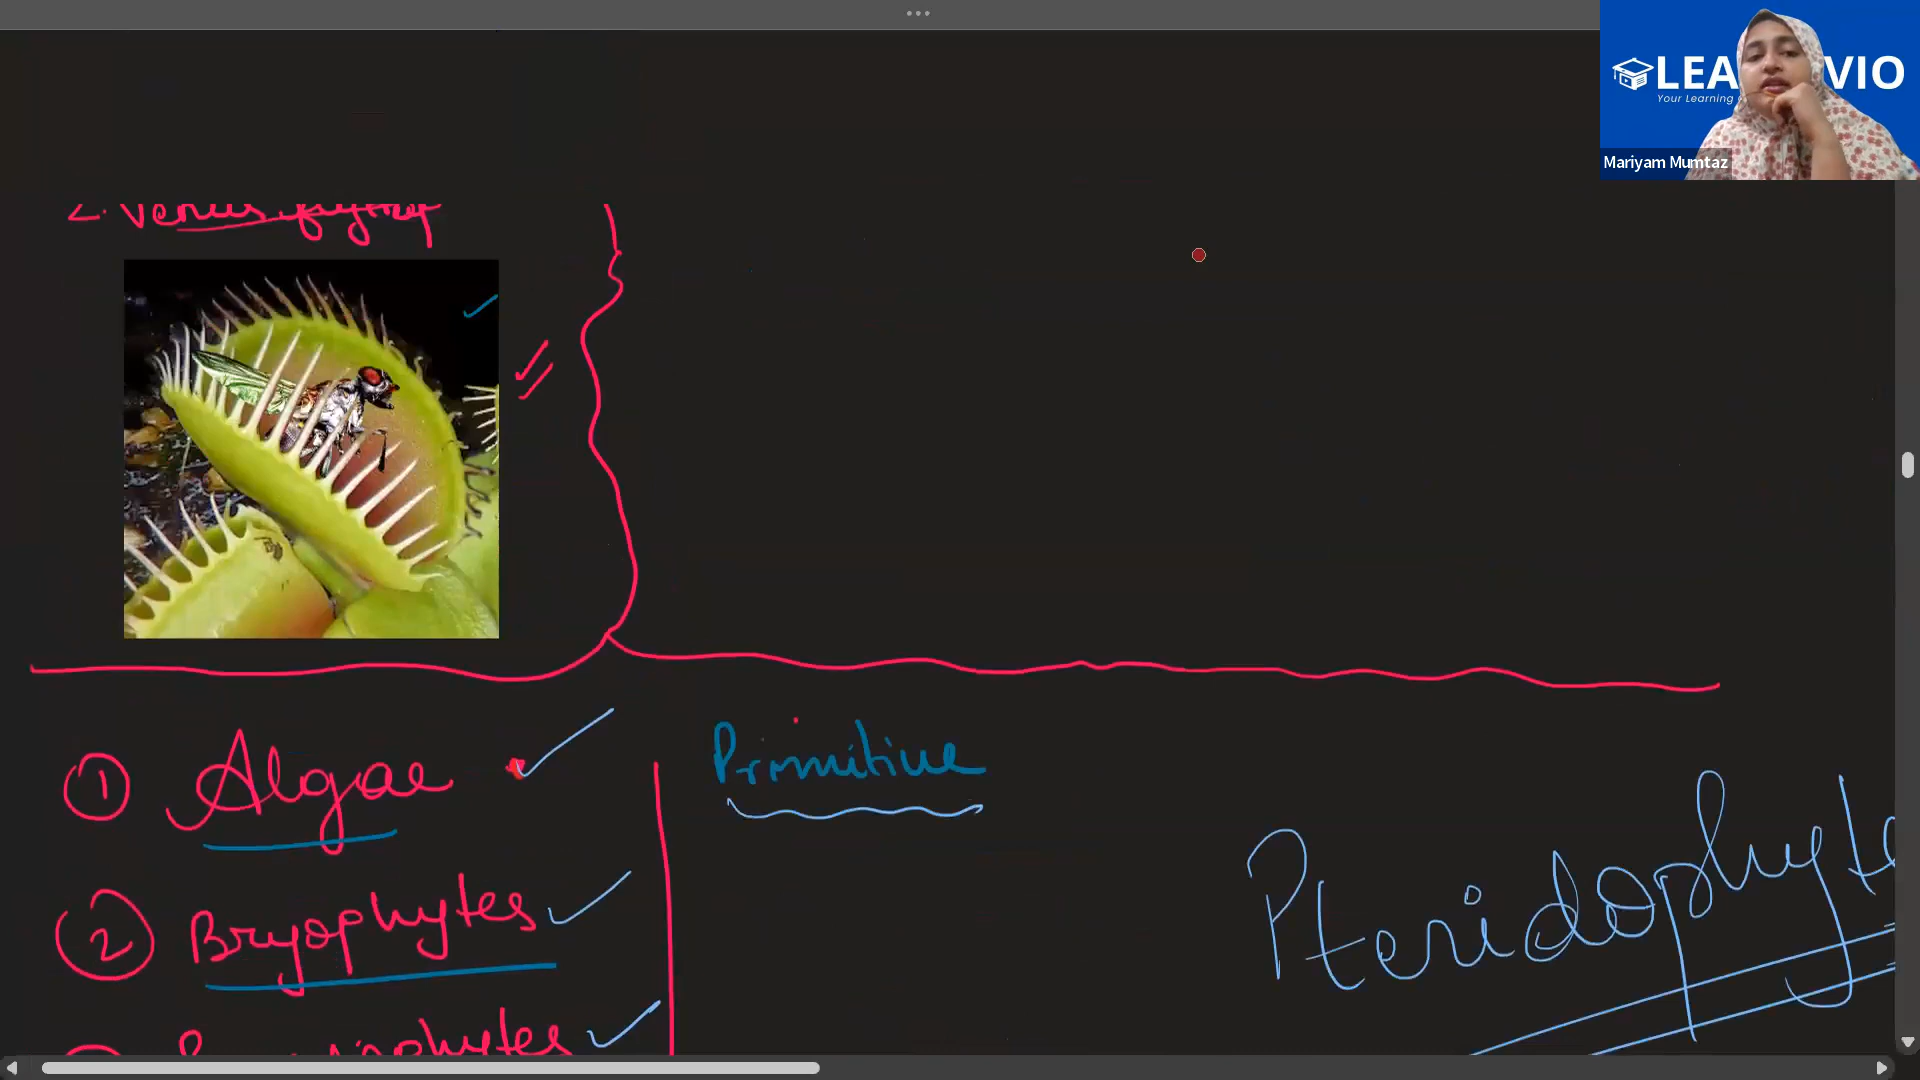 LEA VIO
Your Learning
Mariyam Mumtaz
2. Venus flytrap
① Algae
Primitive
② Bryophytes
Pteridophyte